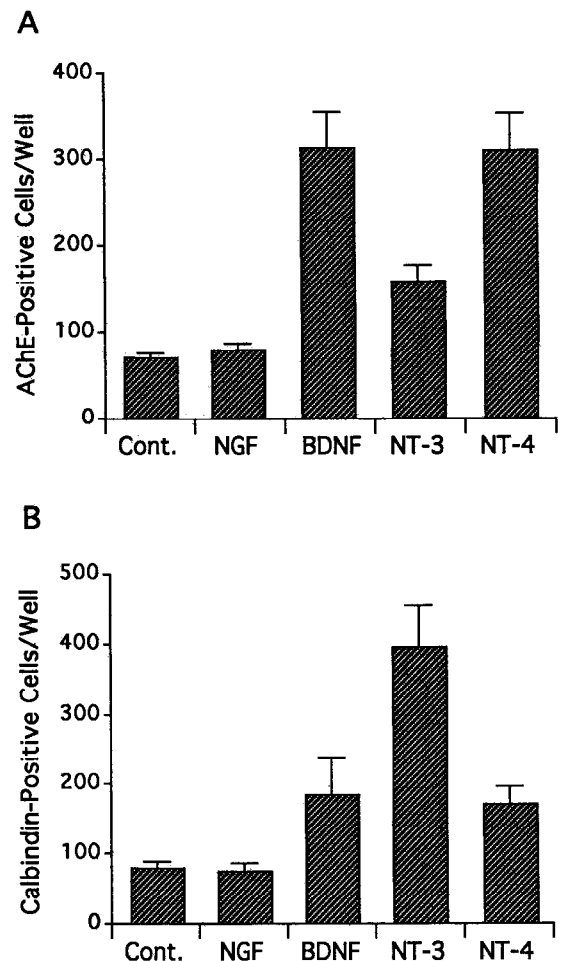 A
AChE-Positive Cells/Well
400
300
200
100
0
Cont. NGF BDNF NT-3 NT-4
B
Calbindin-Positive Cells/Well
500
400
300
200
100
0
Cont. NGF BDNF NT-3 NT-4